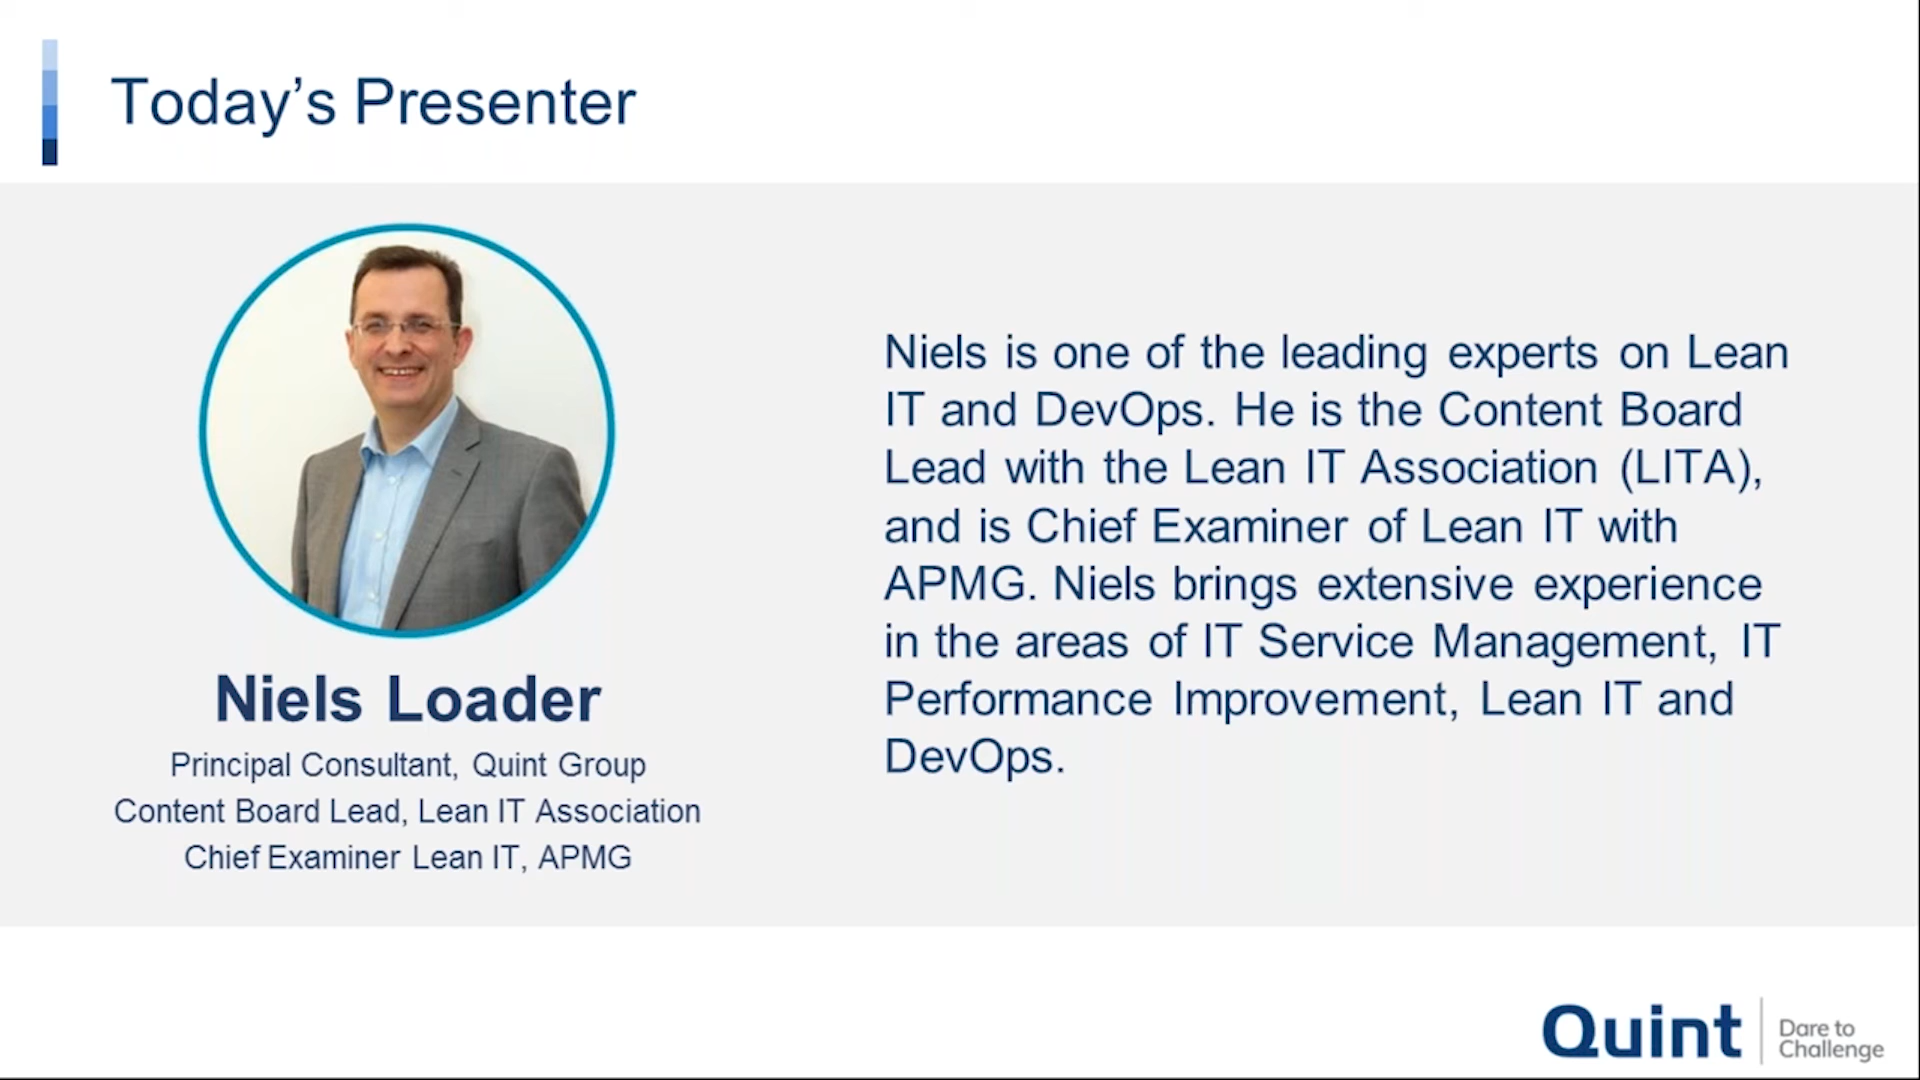 Today’s Presenter
Niels Loader
Principal Consultant, Quint Group
Content Board Lead, Lean IT Association
Chief Examiner Lean IT, APMG
Niels is one of the leading experts on Lean
IT and DevOps. He is the Content Board
Lead with the Lean IT Association (LITA),
and is Chief Examiner of Lean IT with
APMG. Niels brings extensive experience
in the areas of IT Service Management, IT
Performance Improvement, Lean IT and
DevOps.
Quint
Dare to
Challenge